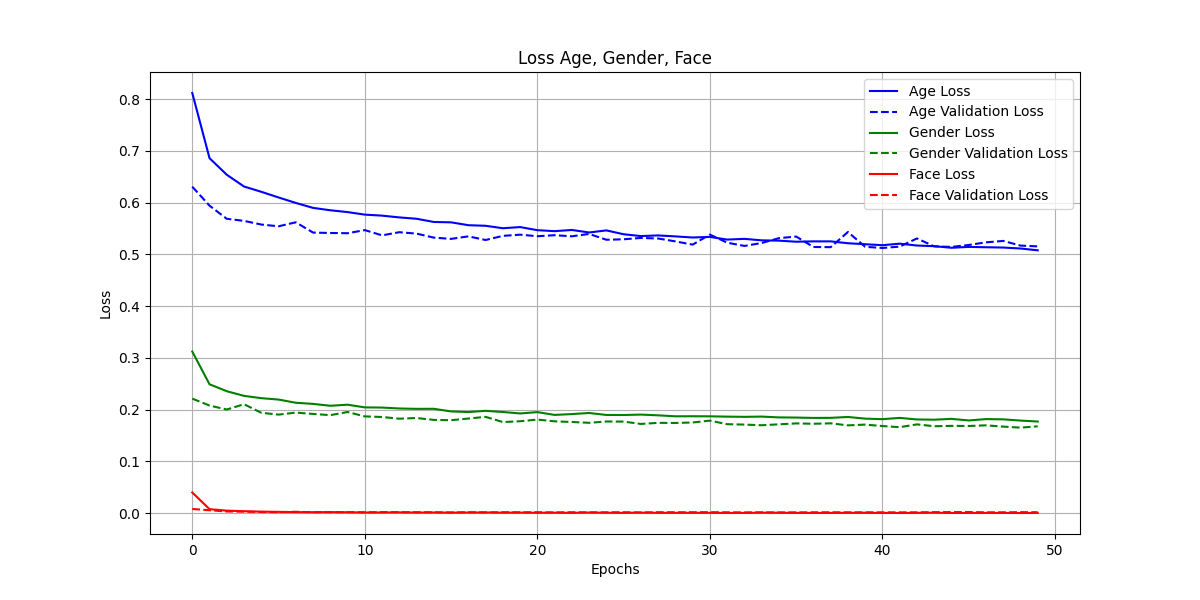 Loss Age, Gender, Face
Age Loss
Age Validation Loss
Gender Loss
Gender Validation Loss
Face Loss
Face Validation Loss
0.8
0.7
0.6
0.5
0.4
0.3
0.2
0.1
0.0
Loss
0 10 20 30 40 50
Epochs